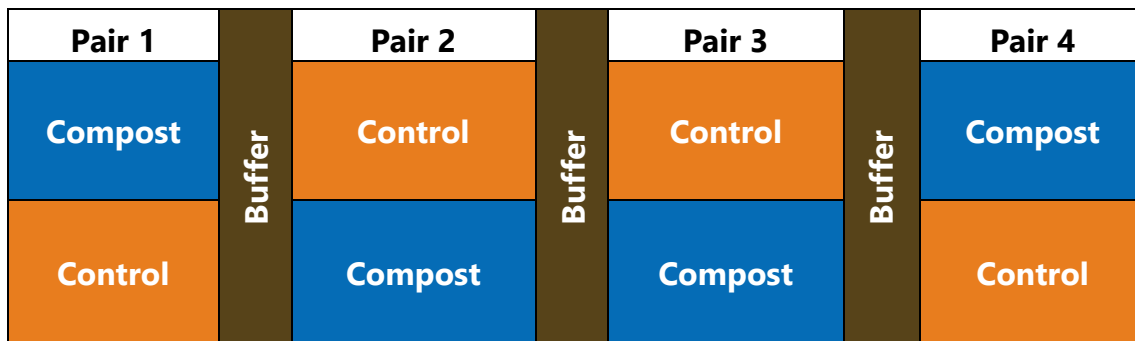 Pair 1
Pair 2
Pair 3
Pair 4
Compost
Buffer
Control
Buffer
Control
Buffer
Compost
Control
Compost
Compost
Control